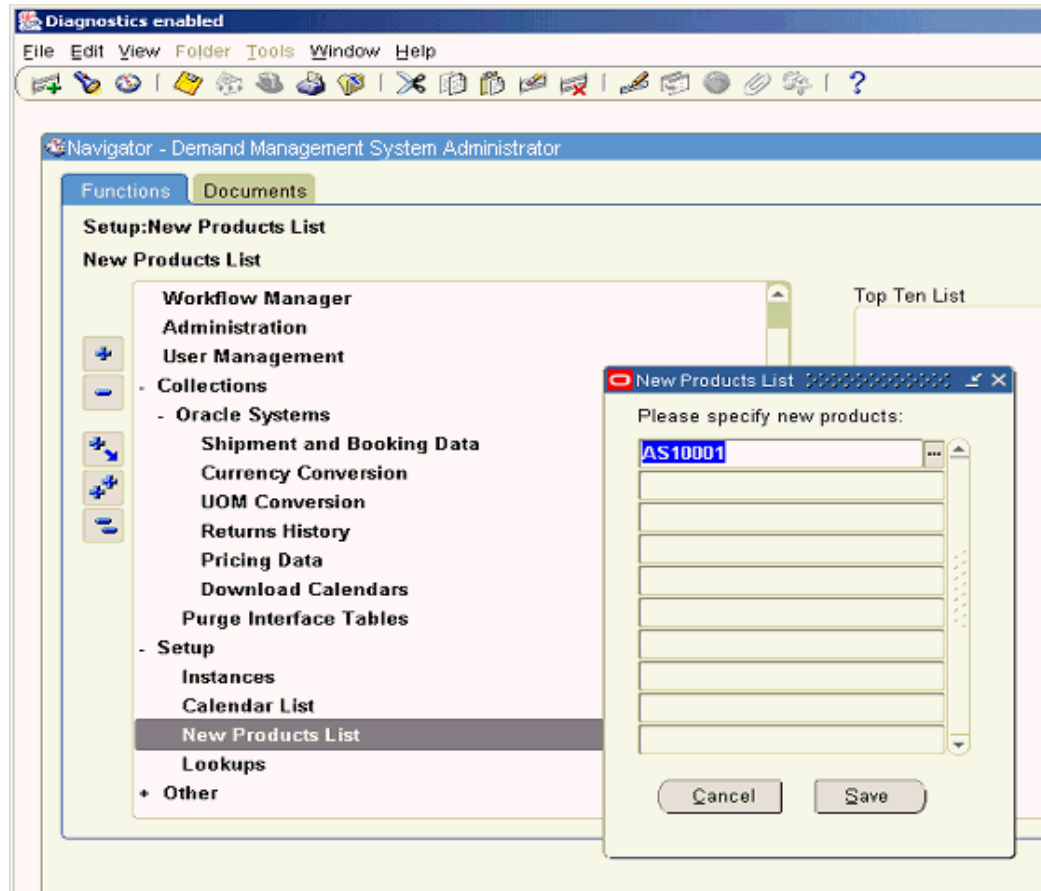 Diagnostics enabled
File Edit View Folder Tools Window Help
?
Navigator - Demand Management System Administrator
Functions Documents
Setup:New Products List
New Products List
Workflow Manager
Administration
User Management
- Collections
- Oracle Systems
Shipment and Booking Data
Currency Conversion
UOM Conversion
Returns History
Pricing Data
Download Calendars
Purge Interface Tables
- Setup
Instances
Calendar List
New Products List
Lookups
+ Other
Top Ten List
New Products List
Please specify new products:
AS10001 ...
Cancel Save